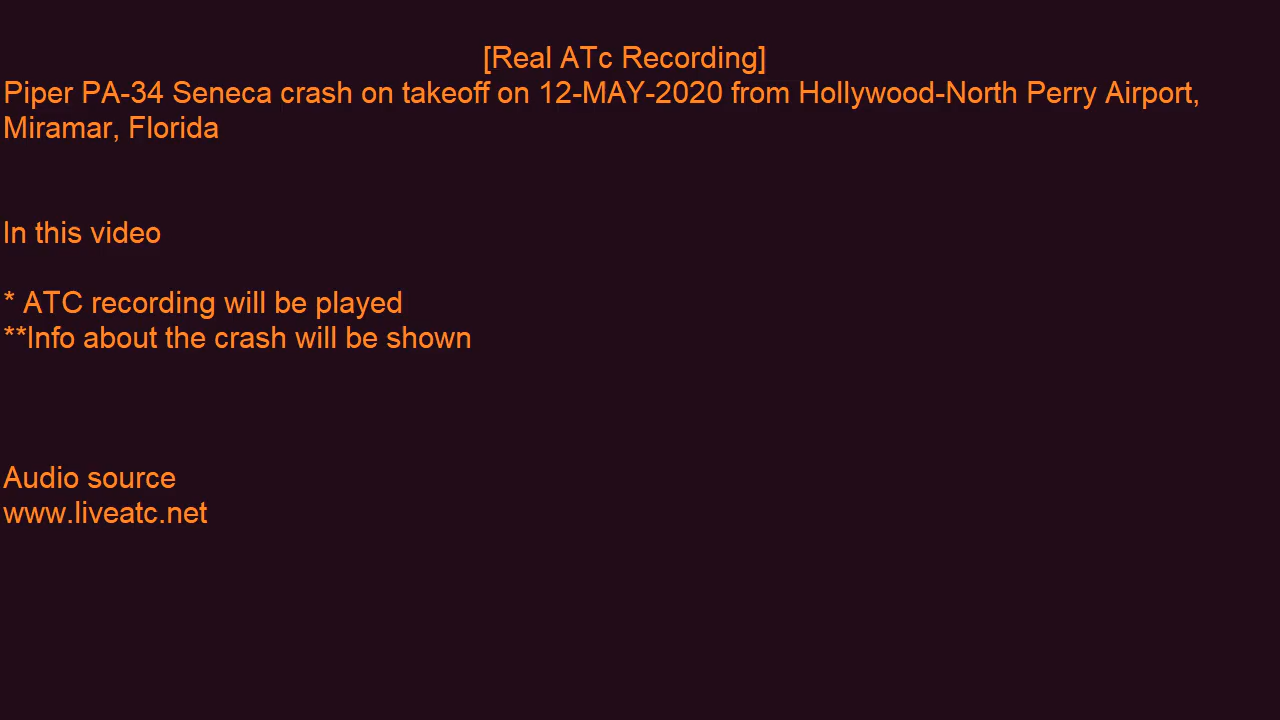 [Real ATc Recording]
Piper PA-34 Seneca crash on takeoff on 12-MAY-2020 from Hollywood-North Perry Airport,
Miramar, Florida
In this video
* ATC recording will be played
**Info about the crash will be shown
Audio source
www.liveatc.net